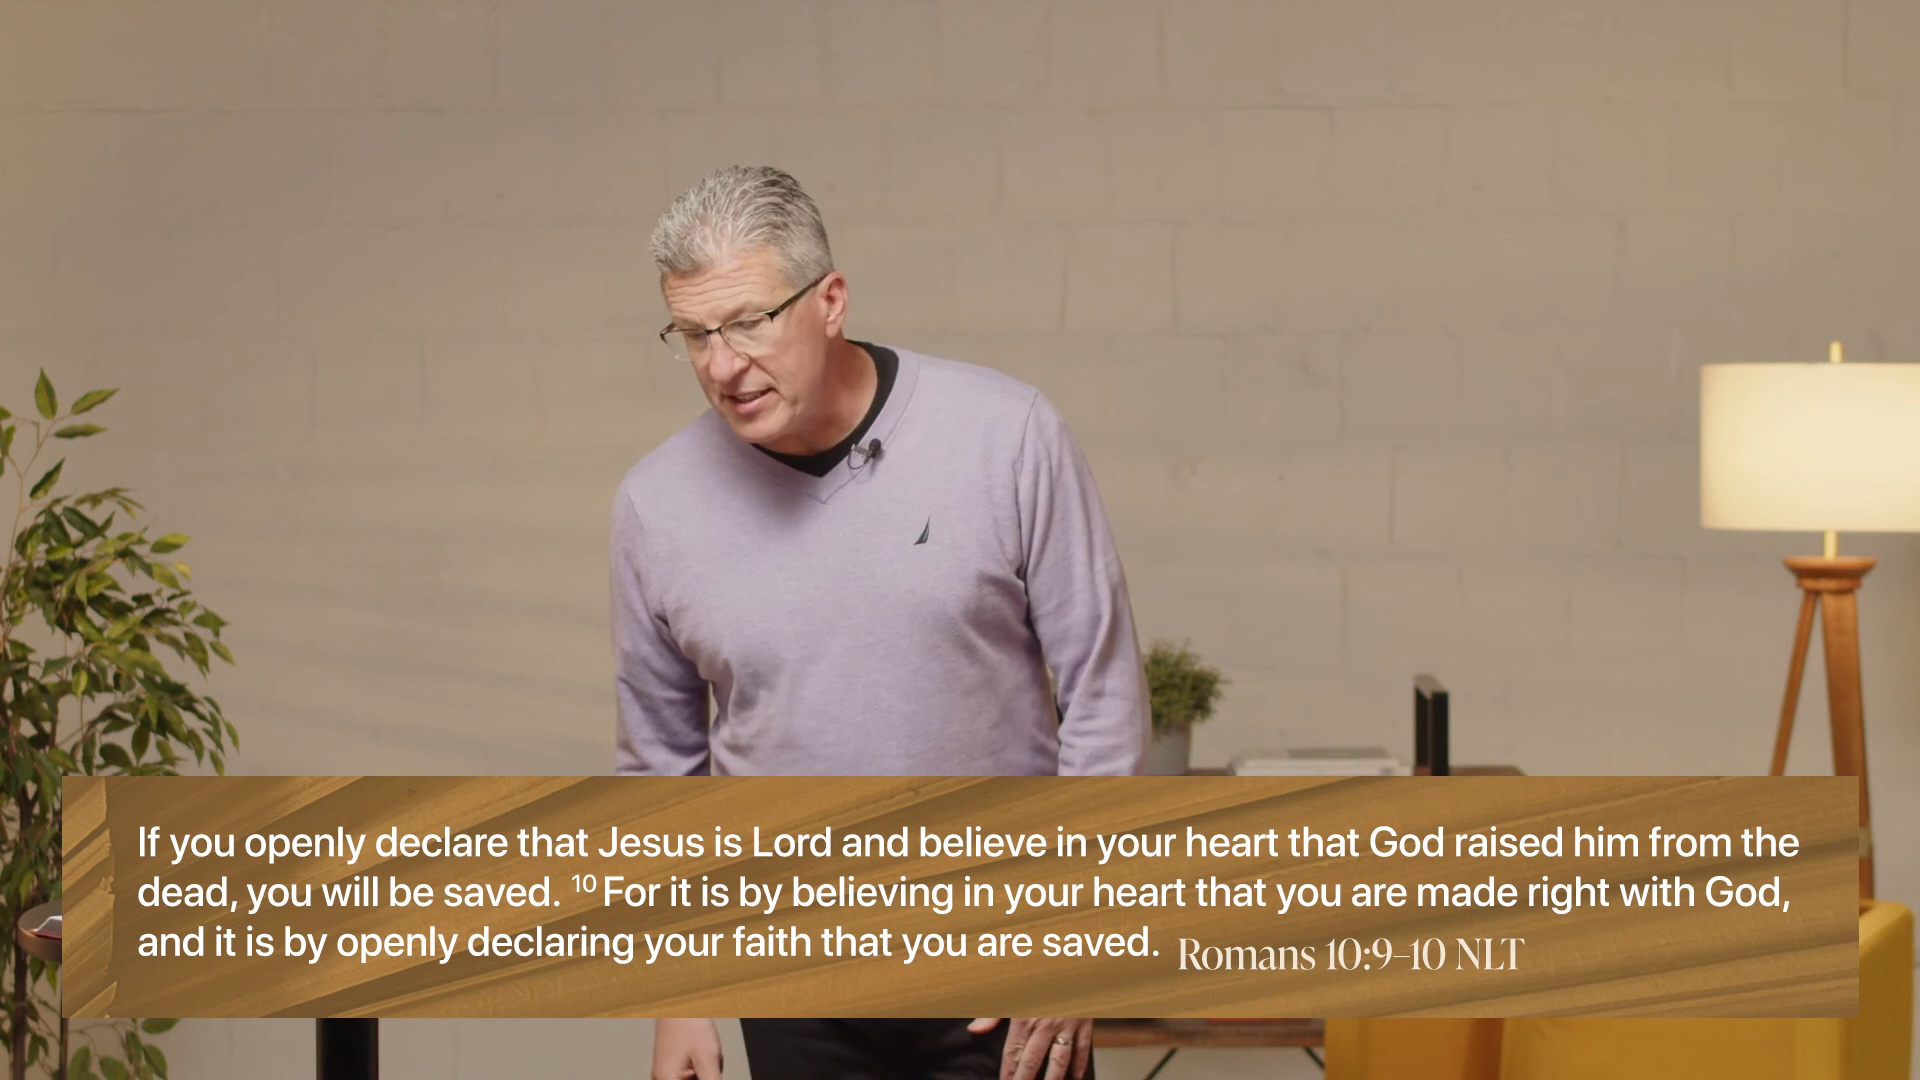 If you openly declare that Jesus is Lord and believe in your heart that God raised him from the
dead, you will be saved. ¹⁰ For it is by believing in your heart that you are made right with God,
and it is by openly declaring your faith that you are saved. Romans 10:9–10 NLT